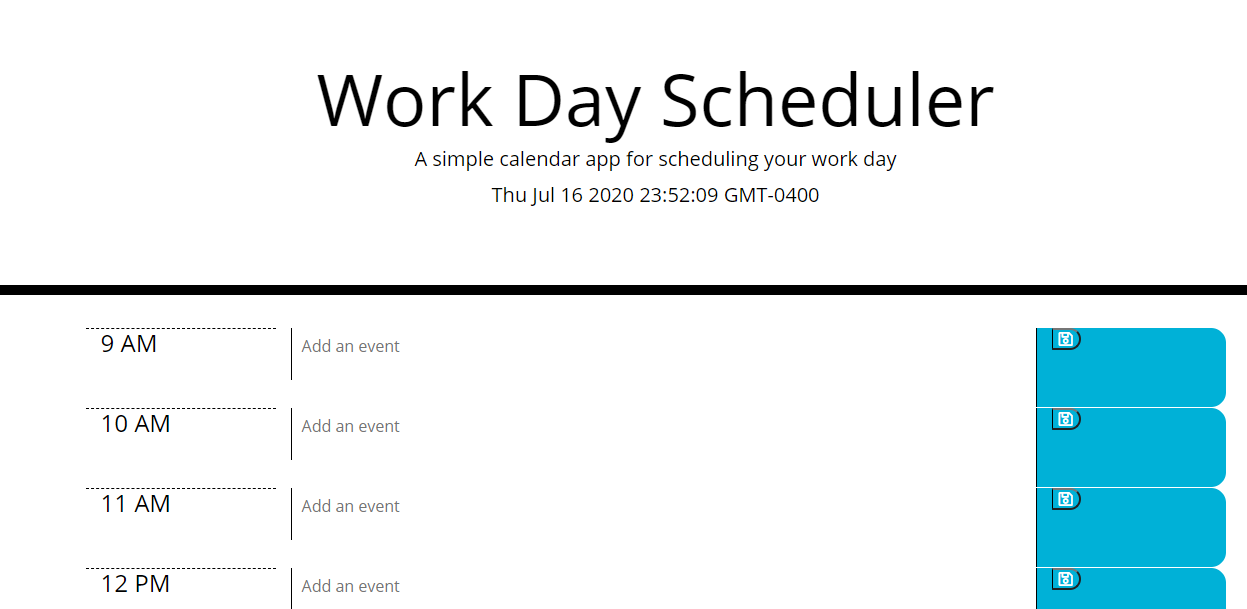 Work Day Scheduler
A simple calendar app for scheduling your work day
Thu Jul 16 2020 23:52:09 GMT-0400
9 AM
Add an event
10 AM
Add an event
11 AM
Add an event
12 PM
Add an event